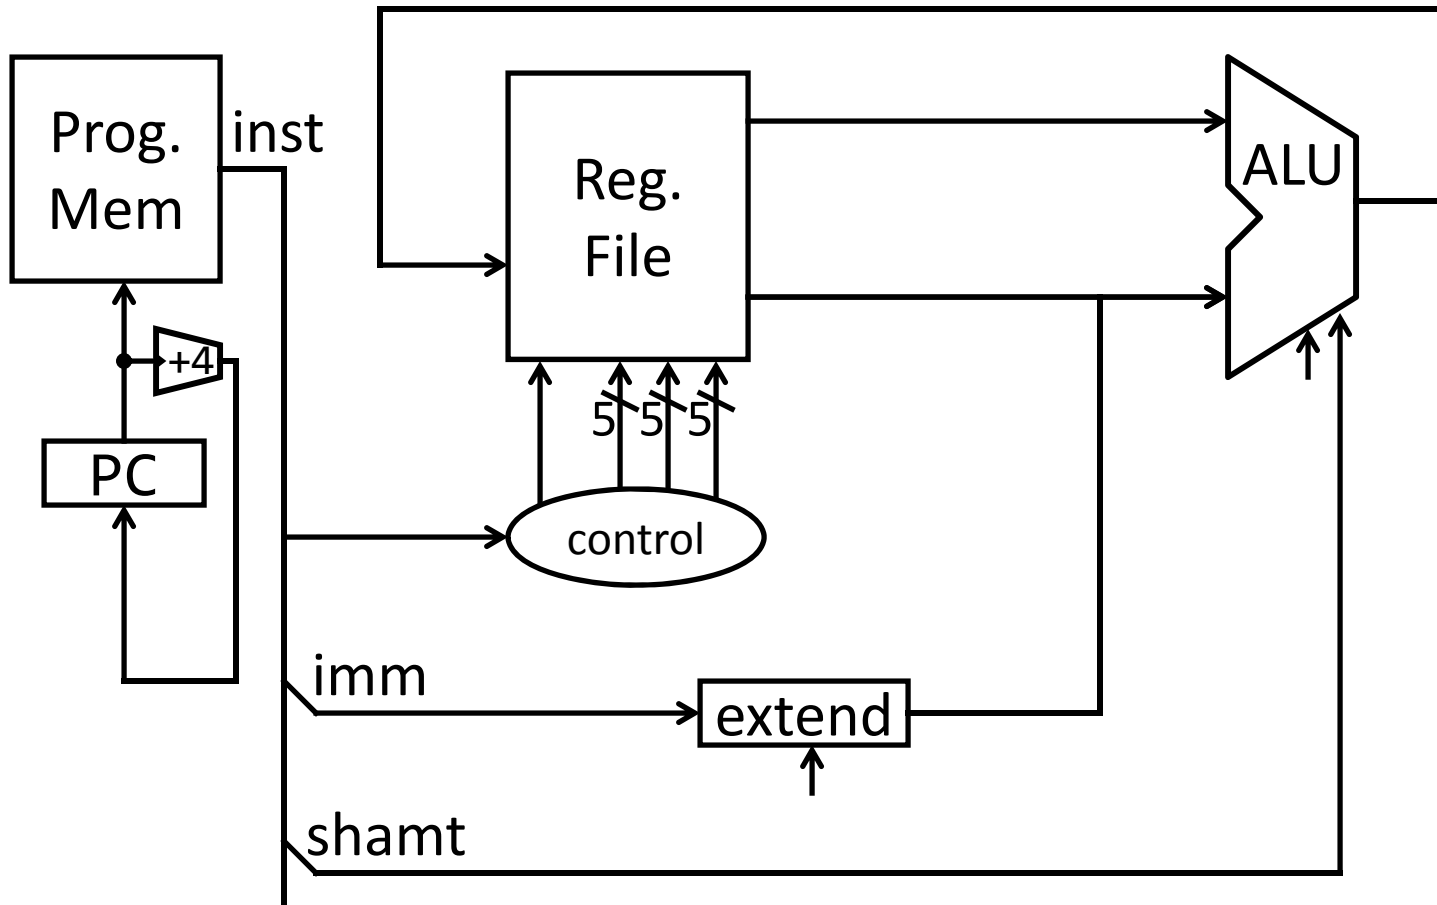 Prog.
Mem
inst
Reg.
File
ALU
+4
PC
5 5 5
control
imm
extend
shamt